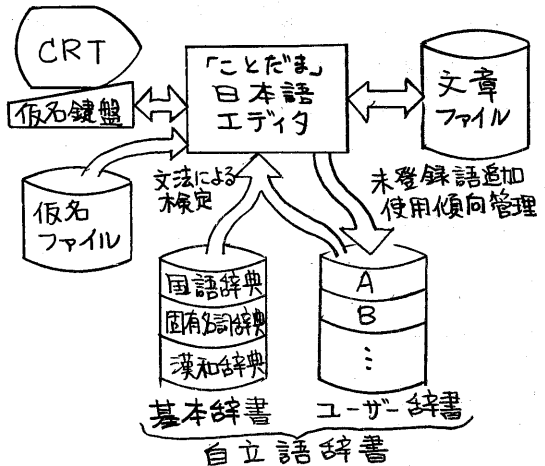 CRT
仮名鍵盤
「ことだま」
日本語
エディタ
文章
ファイル
仮名
ファイル
文法による
検定
未登録語追加
使用傾向管理
国語辞典
固有名詞辞典
漢和辞典
基本辞書
A
B
⋮
ユーザー辞書
自立語辞書